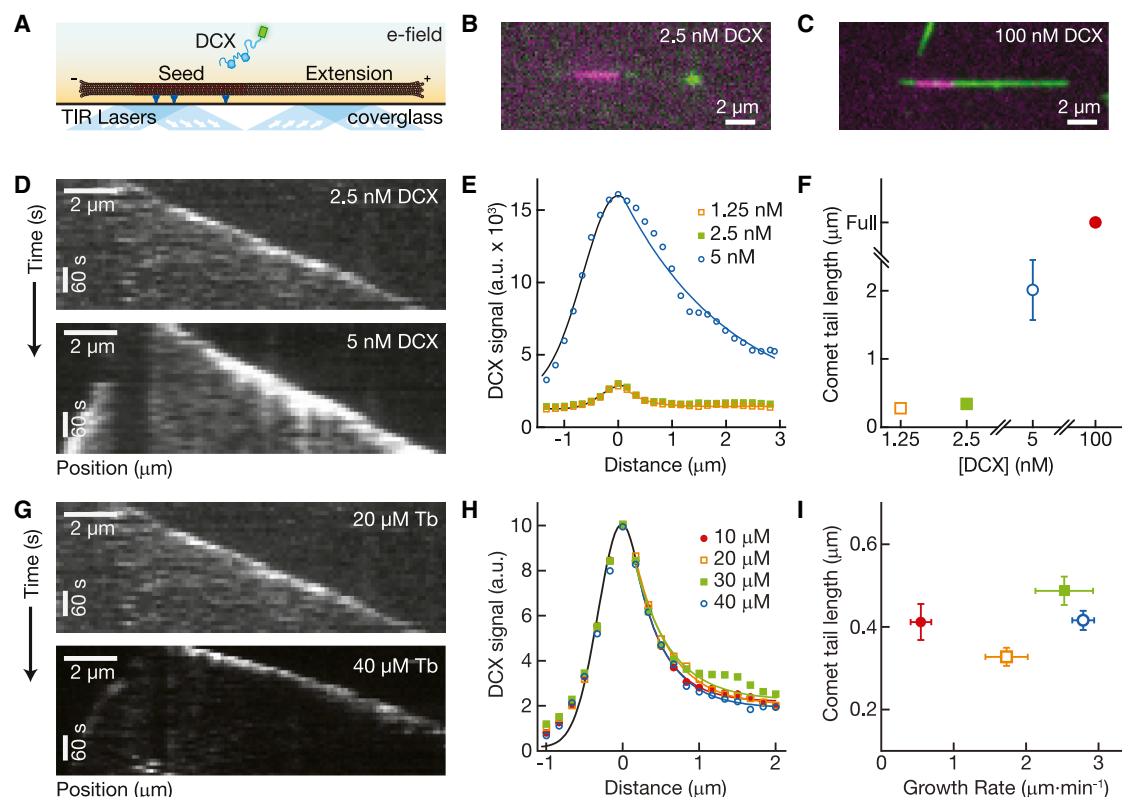 A
e-field
DCX
Seed
Extension
-
+
TIR Lasers
coverglass
B
2.5 nM DCX
2 μm
C
100 nM DCX
2 μm
D
Time (s)
2 μm
2.5 nM DCX
60 s
2 μm
5 nM DCX
60 s
Position (μm)
E
DCX signal (a.u. x 10³)
15
10
5
0
1.25 nM
2.5 nM
5 nM
-1 0 1 2 3
Distance (μm)
F
Comet tail length (μm)
Full
2
1
0
1.25 2.5 5 100
[DCX] (nM)
G
Time (s)
2 μm
20 μM Tb
60 s
2 μm
40 μM Tb
60 s
Position (μm)
H
DCX signal (a.u.)
10
8
6
4
2
0
10 μM
20 μM
30 μM
40 μM
-1 0 1 2
Distance (μm)
I
Comet tail length (μm)
0.6
0.4
0.2
0 1 2 3
Growth Rate (μm·min⁻¹)